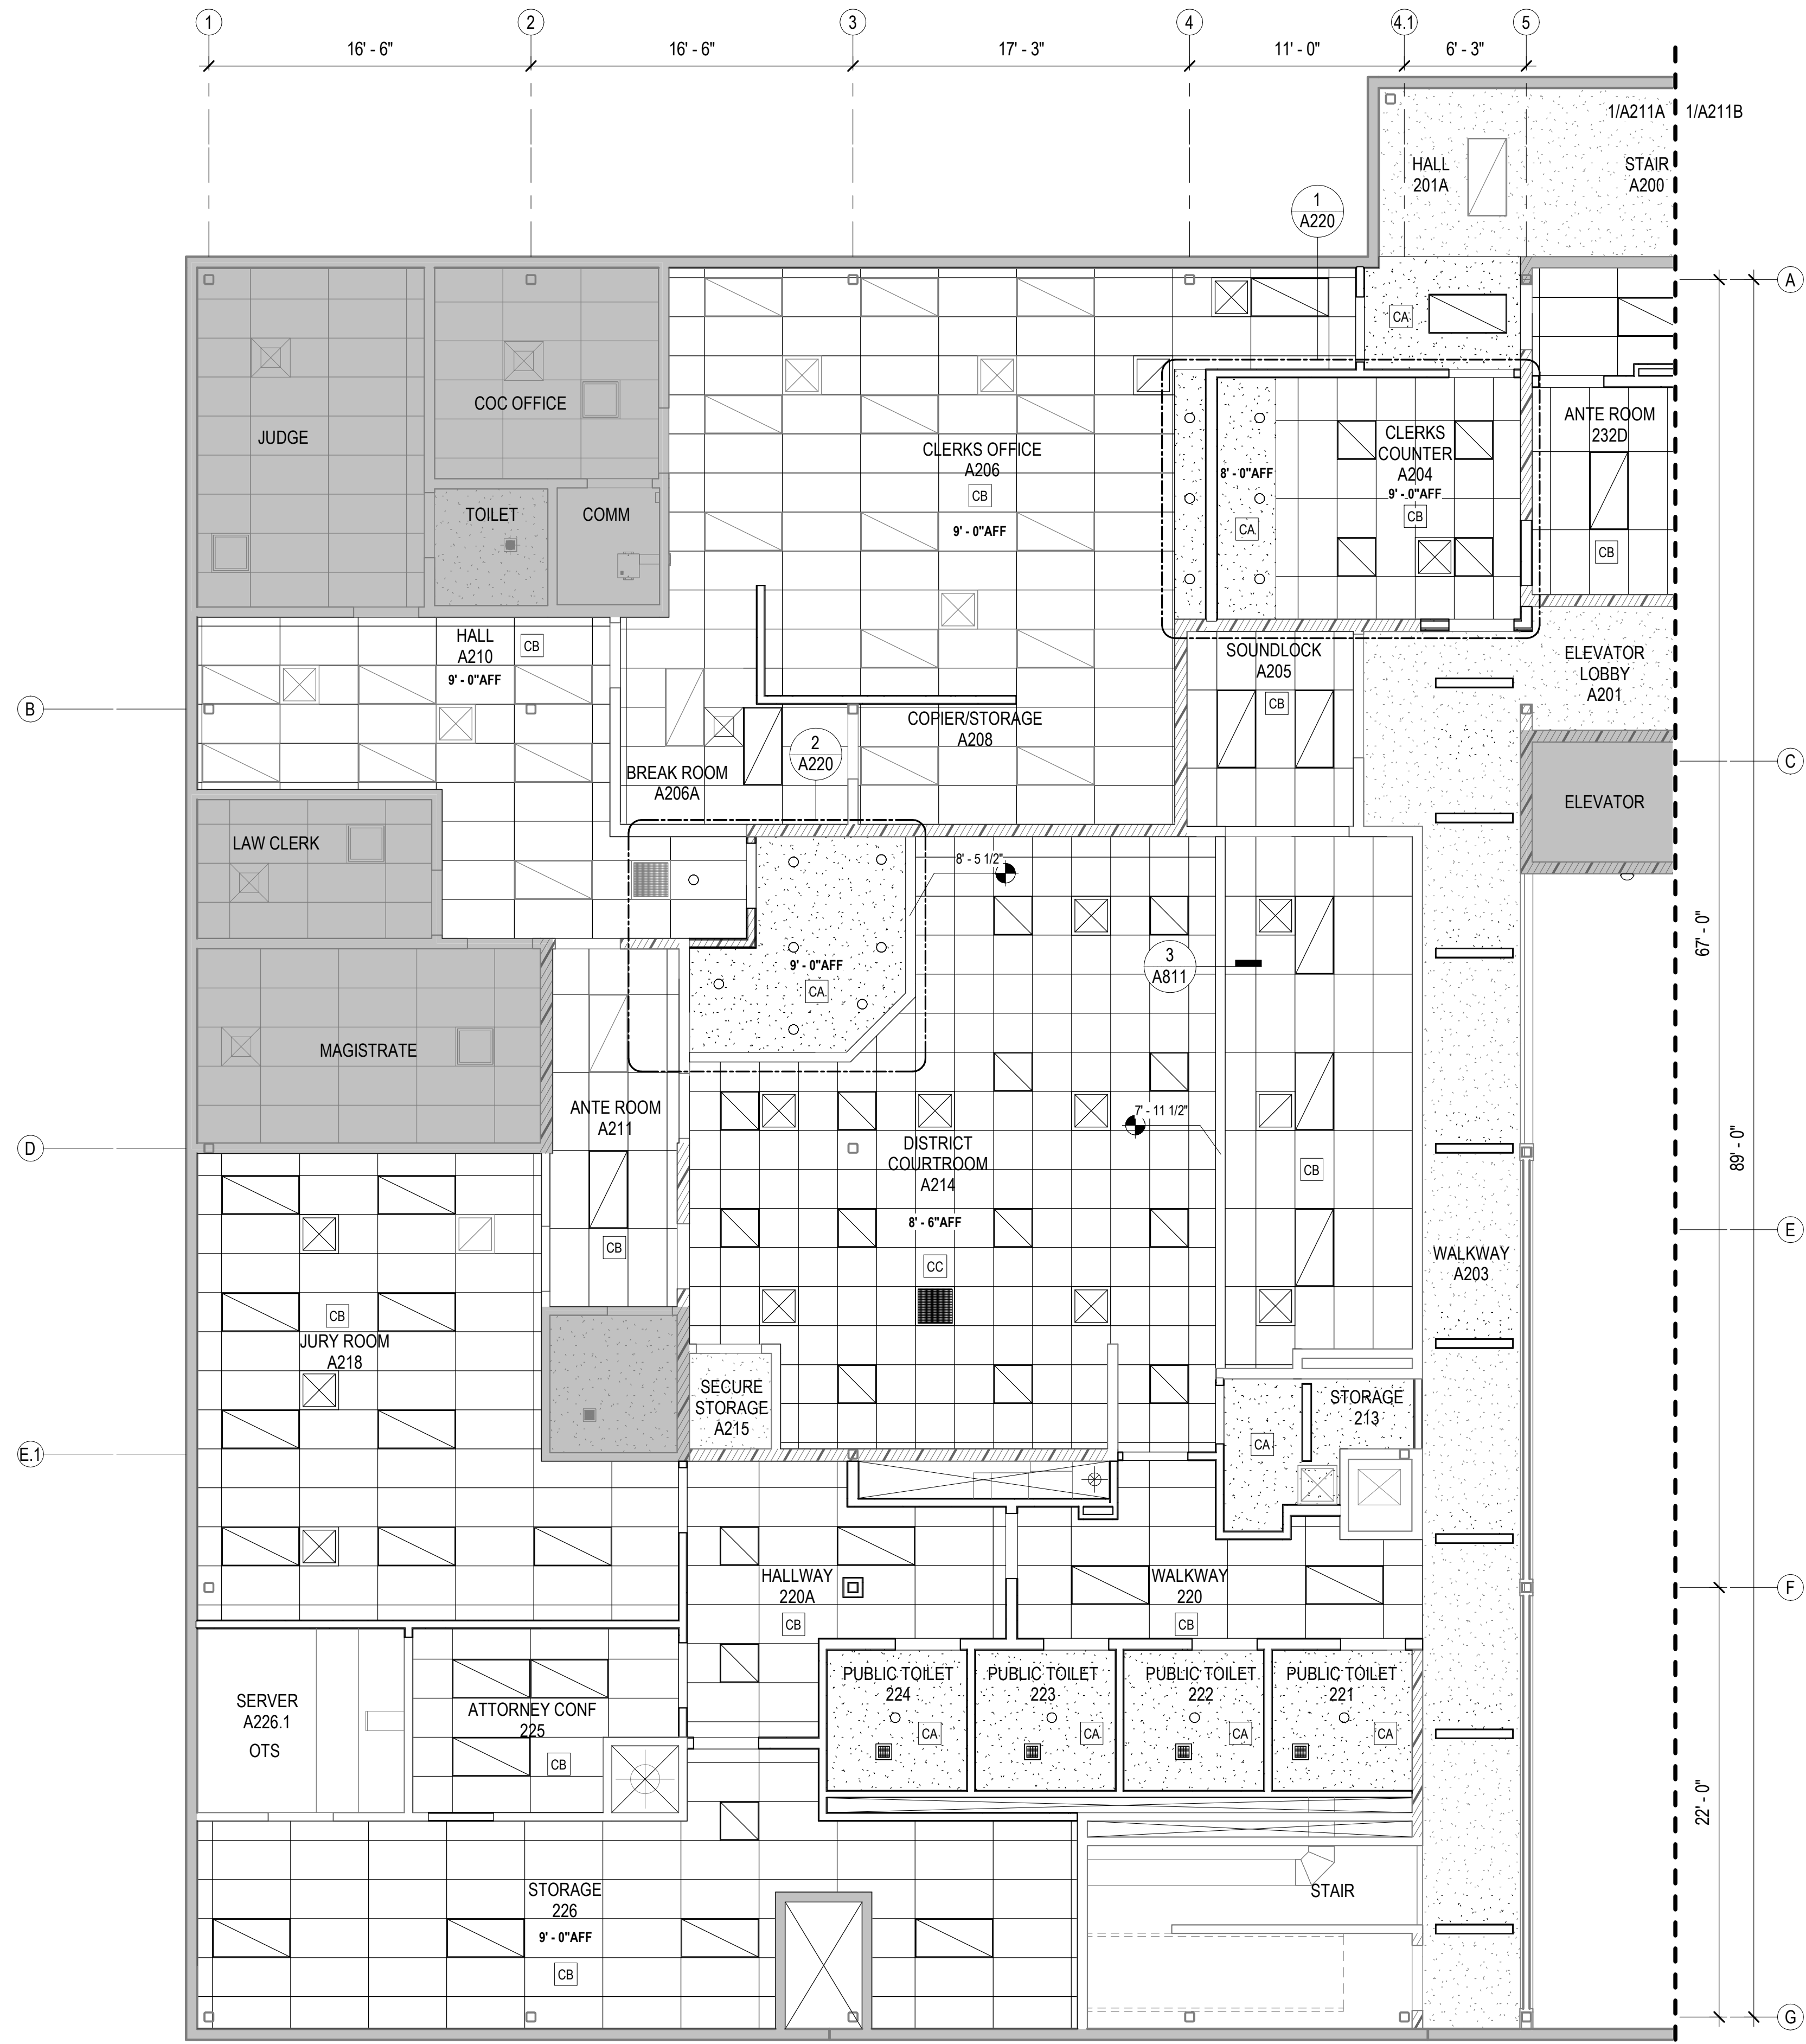 1
2
3
4
4.1
5
16' - 6"
16' - 6"
17' - 3"
11' - 0"
6' - 3"
1/A211A
1/A211B
HALL
201A
STAIR
A200
1
A220
A
CA
JUDGE
COC OFFICE
TOILET
COMM
CLERKS OFFICE
A206
CB
9' - 0"AFF
8' - 0"AFF
CA
CLERKS
COUNTER
A204
9' - 0"AFF
CB
ANTE ROOM
232D
CB
HALL
A210
CB
9' - 0"AFF
SOUNDLOCK
A205
CB
ELEVATOR
LOBBY
A201
B
COPIER/STORAGE
A208
2
A220
BREAK ROOM
A206A
C
ELEVATOR
LAW CLERK
8' - 5 1/2"
67' - 0"
3
A811
9' - 0"AFF
CA
MAGISTRATE
ANTE ROOM
A211
7' - 11 1/2"
D
DISTRICT
COURTROOM
A214
CB
89' - 0"
8' - 6"AFF
E
CB
CC
WALKWAY
A203
CB
JURY ROOM
A218
SECURE
STORAGE
A215
STORAGE
213
CA
E.1
HALLWAY
220A
CB
WALKWAY
220
CB
F
PUBLIC TOILET
224
CA
PUBLIC TOILET
223
CA
PUBLIC TOILET
222
CA
PUBLIC TOILET
221
CA
SERVER
A226.1
OTS
ATTORNEY CONF
225
CB
22' - 0"
STORAGE
226
9' - 0"AFF
CB
STAIR
G